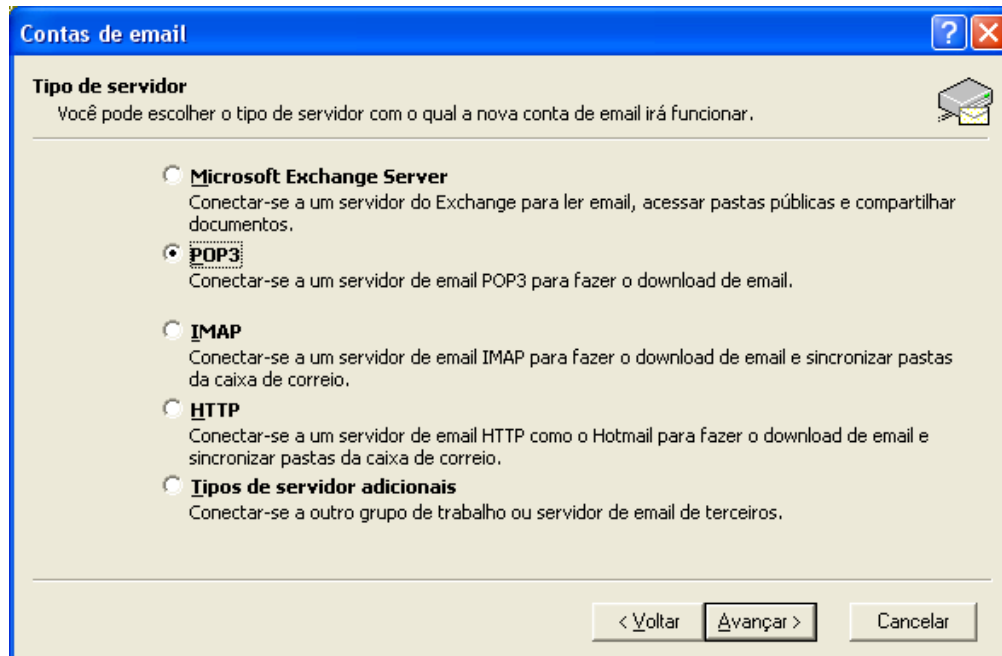 Contas de email
Tipo de servidor
Você pode escolher o tipo de servidor com o qual a nova conta de email irá funcionar.
Microsoft Exchange Server
Conectar-se a um servidor do Exchange para ler email, acessar pastas públicas e compartilhar
documentos.
POP3
Conectar-se a um servidor de email POP3 para fazer o download de email.
IMAP
Conectar-se a um servidor de email IMAP para fazer o download de email e sincronizar pastas
da caixa de correio.
HTTP
Conectar-se a um servidor de email HTTP como o Hotmail para fazer o download de email e
sincronizar pastas da caixa de correio.
Tipos de servidor adicionais
Conectar-se a outro grupo de trabalho ou servidor de email de terceiros.
< Voltar Avançar > Cancelar